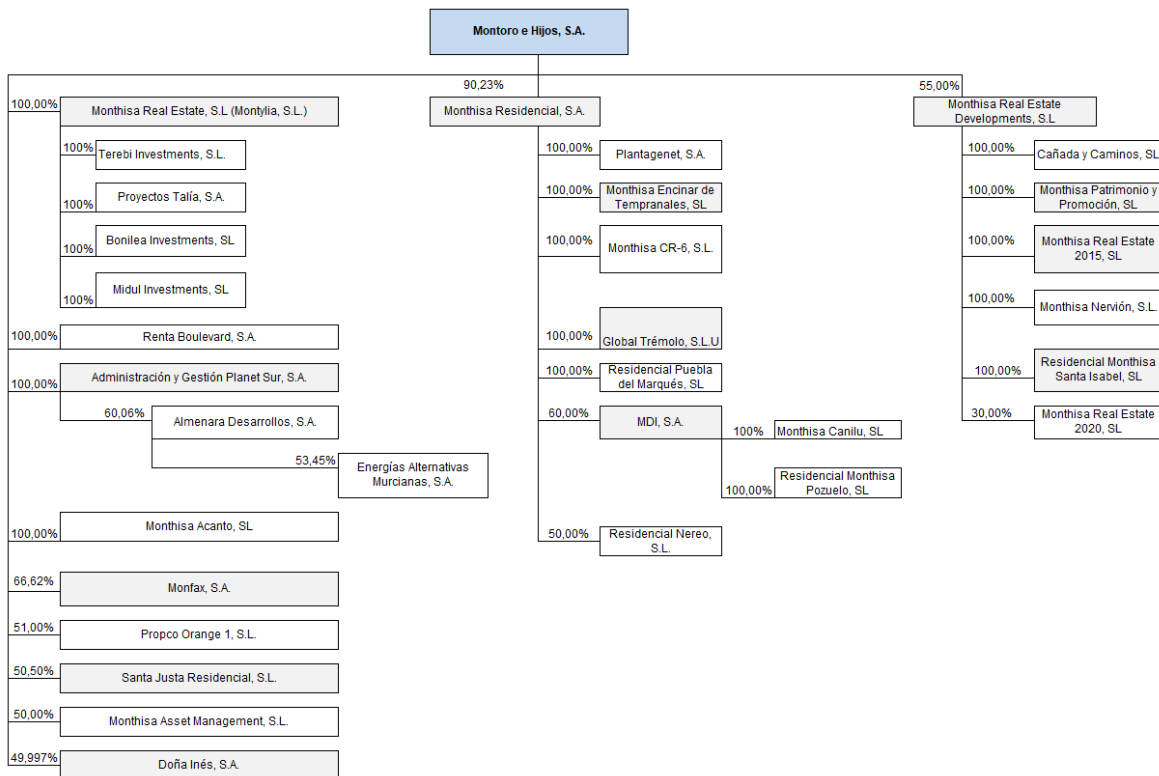 Montoro e Hijos, S.A.
90,23%
55,00%
100,00%
Monthisa Real Estate, S.L (Montylia, S.L.)
100%
Terebi Investments, S.L.
100%
Proyectos Talía, S.A.
100%
Bonilea Investments, SL
100%
Midul Investments, SL
100,00%
Renta Boulevard, S.A.
100,00%
Administración y Gestión Planet Sur, S.A.
60,06%
Almenara Desarrollos, S.A.
53,45%
Energías Alternativas
Murcianas, S.A.
100,00%
Monthisa Acanto, SL
66,62%
Monfax, S.A.
51,00%
Propco Orange 1, S.L.
50,50%
Santa Justa Residencial, S.L.
50,00%
Monthisa Asset Management, S.L.
49,997%
Doña Inés, S.A.
Monthisa Residencial, S.A.
100,00%
Plantagenet, S.A.
100,00%
Monthisa Encinar de
Tempranales, SL
100,00%
Monthisa CR-6, S.L.
100,00%
Global Trémolo, S.L.U
100,00%
Residencial Puebla
del Marqués, SL
60,00%
MDI, S.A.
100%
Monthisa Canilu, SL
100,00%
Residencial Monthisa
Pozuelo, SL
50,00%
Residencial Nereo,
S.L.
Monthisa Real Estate
Developments, S.L
100,00%
Cañada y Caminos, SL
100,00%
Monthisa Patrimonio y
Promoción, SL
100,00%
Monthisa Real Estate
2015, SL
100,00%
Monthisa Nervión, S.L.
100,00%
Residencial Monthisa
Santa Isabel, SL
30,00%
Monthisa Real Estate
2020, SL